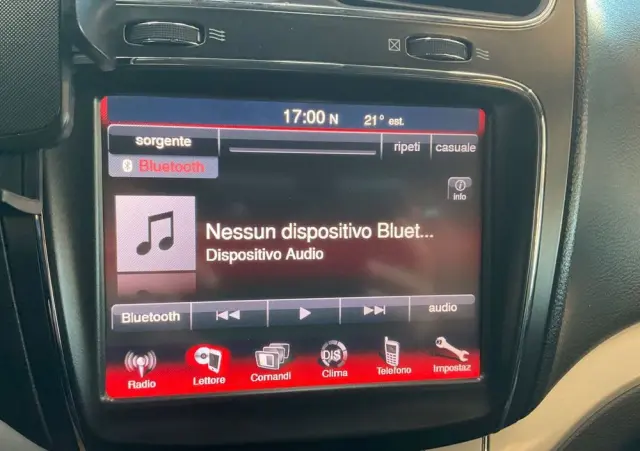 17:00 N 21° est.
sorgente ripeti casuale
Bluetooth
info
Nessun dispositivo Bluet...
Dispositivo Audio
Bluetooth audio
DIS
Radio Lettore Comandi Clima Telefono Impostaz